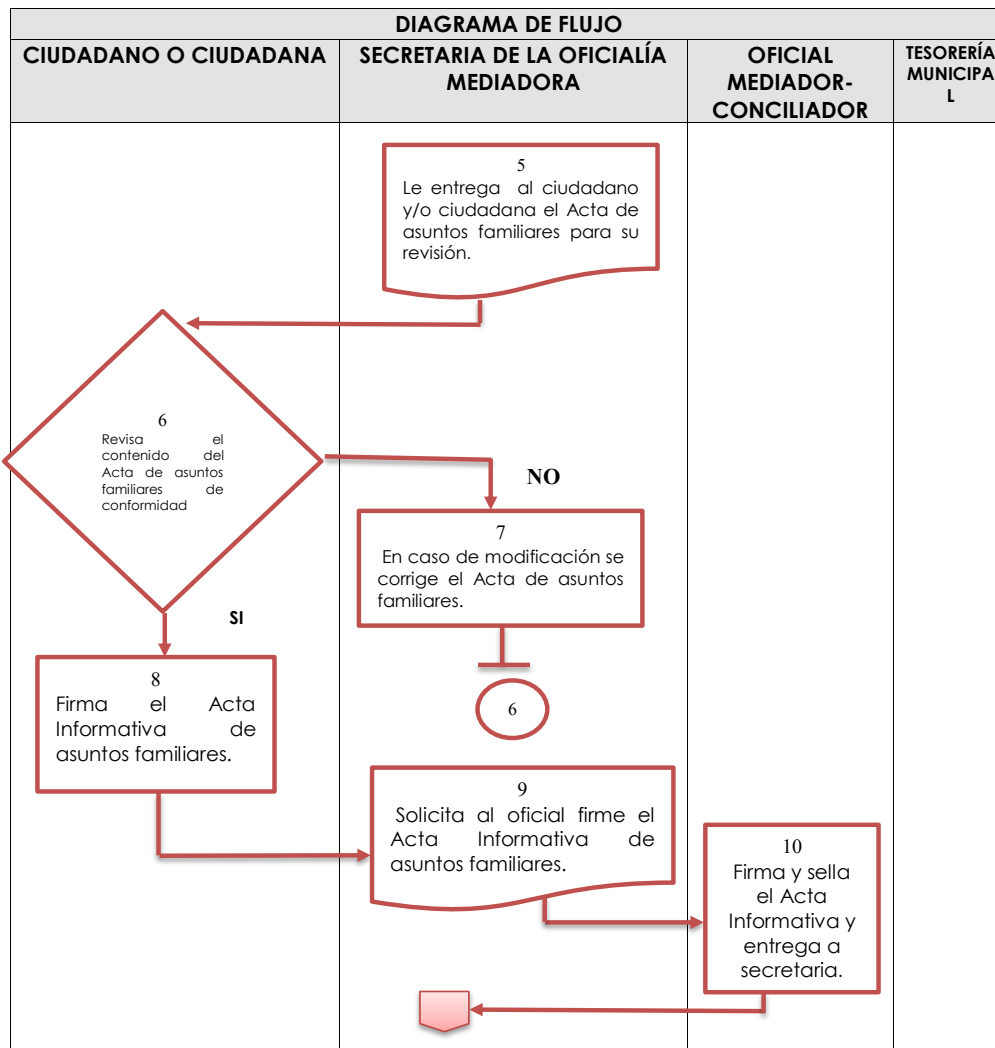 DIAGRAMA DE FLUJO
CIUDADANO O CIUDADANA
SECRETARIA DE LA OFICIALÍA
MEDIADORA
OFICIAL
MEDIADOR-
CONCILIADOR
TESORERÍA
MUNICIPA
L
5
Le entrega al ciudadano
y/o ciudadana el Acta de
asuntos familiares para su
revisión.
6
Revisa el
contenido del
Acta de asuntos
familiares de
conformidad
NO
7
En caso de modificación se
corrige el Acta de asuntos
familiares.
SI
8
Firma el Acta
Informativa de
asuntos familiares.
6
9
Solicita al oficial firme el
Acta Informativa de
asuntos familiares.
10
Firma y sella
el Acta
Informativa y
entrega a
secretaria.